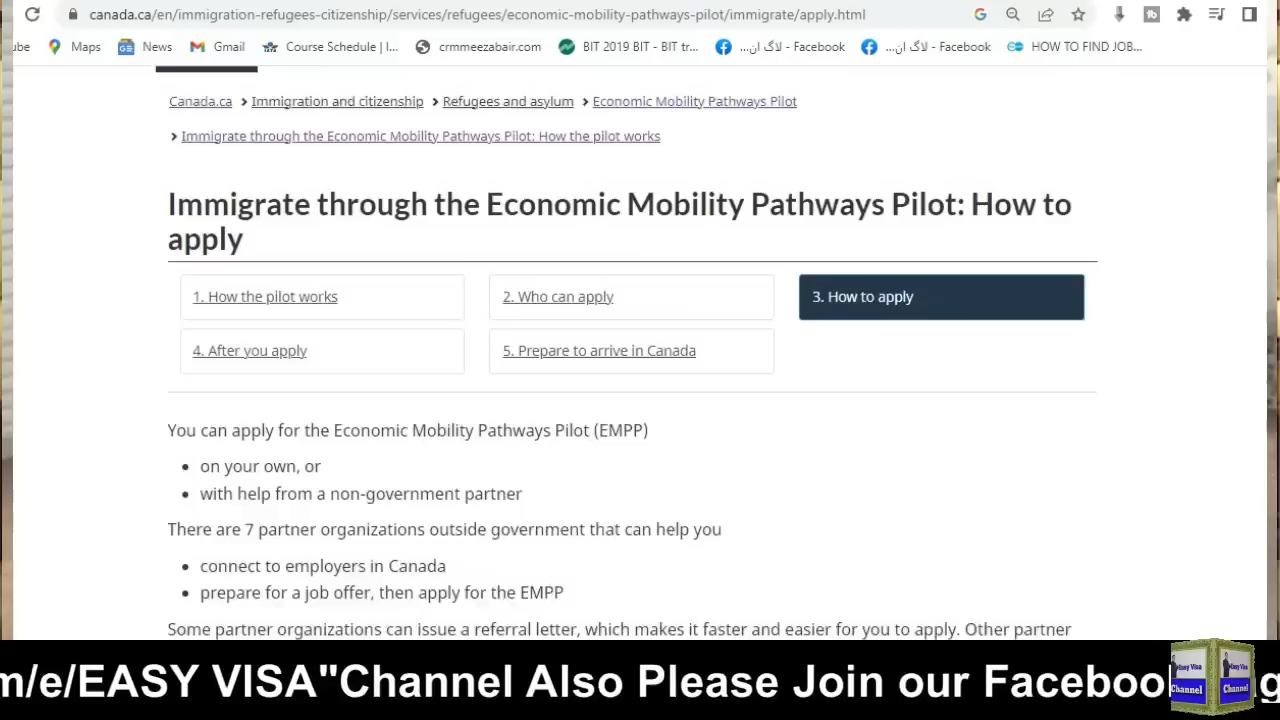 canada.ca/en/immigration-refugees-citizenship/services/refugees/economic-mobility-pathways-pilot/immigrate/apply.html
ube Maps News Gmail Course Schedule | I... crmmeezabair.com BIT 2019 BIT - BIT tr... لاگ ان... - Facebook لاگ ان... - Facebook HOW TO FIND JOB...
Canada.ca > Immigration and citizenship > Refugees and asylum > Economic Mobility Pathways Pilot
> Immigrate through the Economic Mobility Pathways Pilot: How the pilot works
Immigrate through the Economic Mobility Pathways Pilot: How to
apply
1. How the pilot works 2. Who can apply 3. How to apply
4. After you apply 5. Prepare to arrive in Canada
You can apply for the Economic Mobility Pathways Pilot (EMPP)
• on your own, or
• with help from a non-government partner
There are 7 partner organizations outside government that can help you
• connect to employers in Canada
• prepare for a job offer, then apply for the EMPP
Some partner organizations can issue a referral letter, which makes it faster and easier for you to apply. Other partner
m/e/EASY VISA"Channel Also Please Join our Faceboo
Easy Visa Channel
Easy Visa Channel